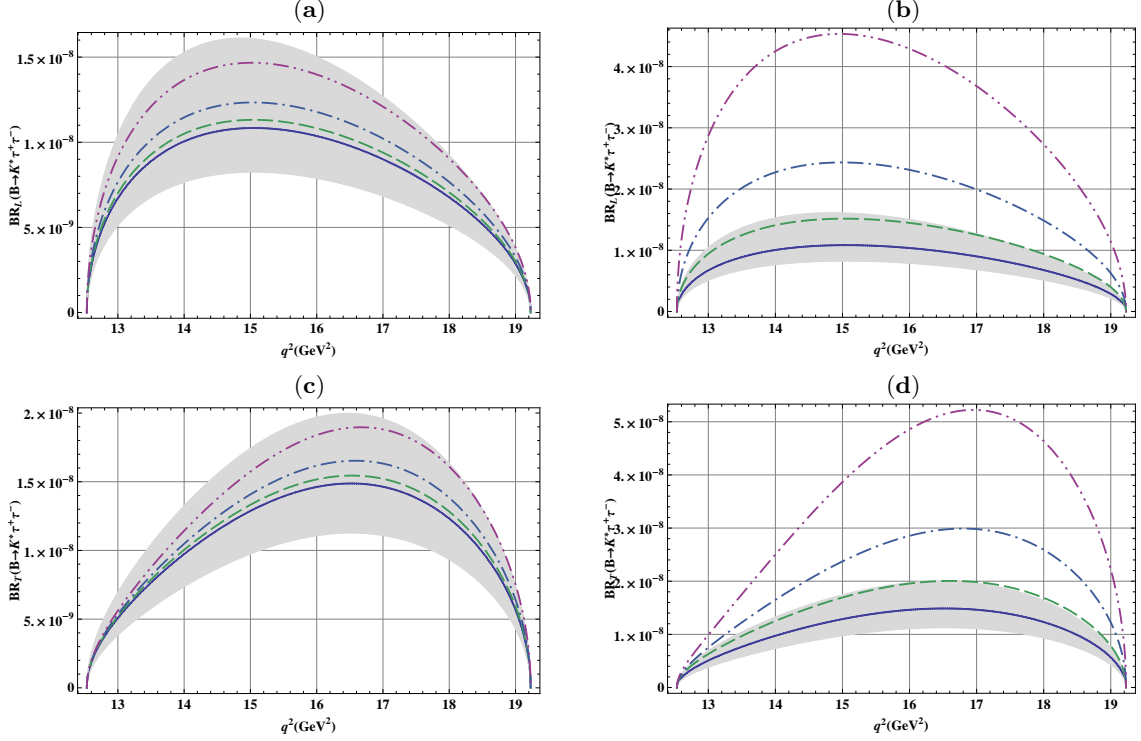 (a)
BR_L(B→K*τ⁺τ⁻)
1.5×10⁻⁸
1.×10⁻⁸
5.×10⁻⁹
0
13 14 15 16 17 18 19
q²(GeV²)
(b)
BR_L(B→K*τ⁺τ⁻)
4.×10⁻⁸
3.×10⁻⁸
2.×10⁻⁸
1.×10⁻⁸
0
13 14 15 16 17 18 19
q²(GeV²)
(c)
BR_T(B→K*τ⁺τ⁻)
2.×10⁻⁸
1.5×10⁻⁸
1.×10⁻⁸
5.×10⁻⁹
0
13 14 15 16 17 18 19
q²(GeV²)
(d)
BR_T(B→K*τ⁺τ⁻)
5.×10⁻⁸
4.×10⁻⁸
3.×10⁻⁸
2.×10⁻⁸
1.×10⁻⁸
0
13 14 15 16 17 18 19
q²(GeV²)